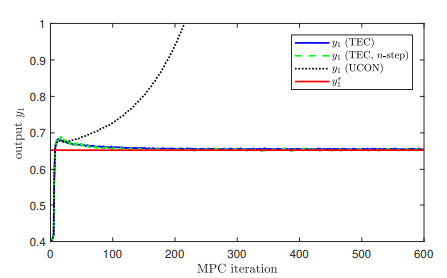 1
0.9
0.8
0.7
0.6
0.5
0.4
output y₁
0 100 200 300 400 500 600
MPC iteration
y₁ (TEC)
y₁ (TEC, n-step)
y₁ (UCON)
y₁ˢ